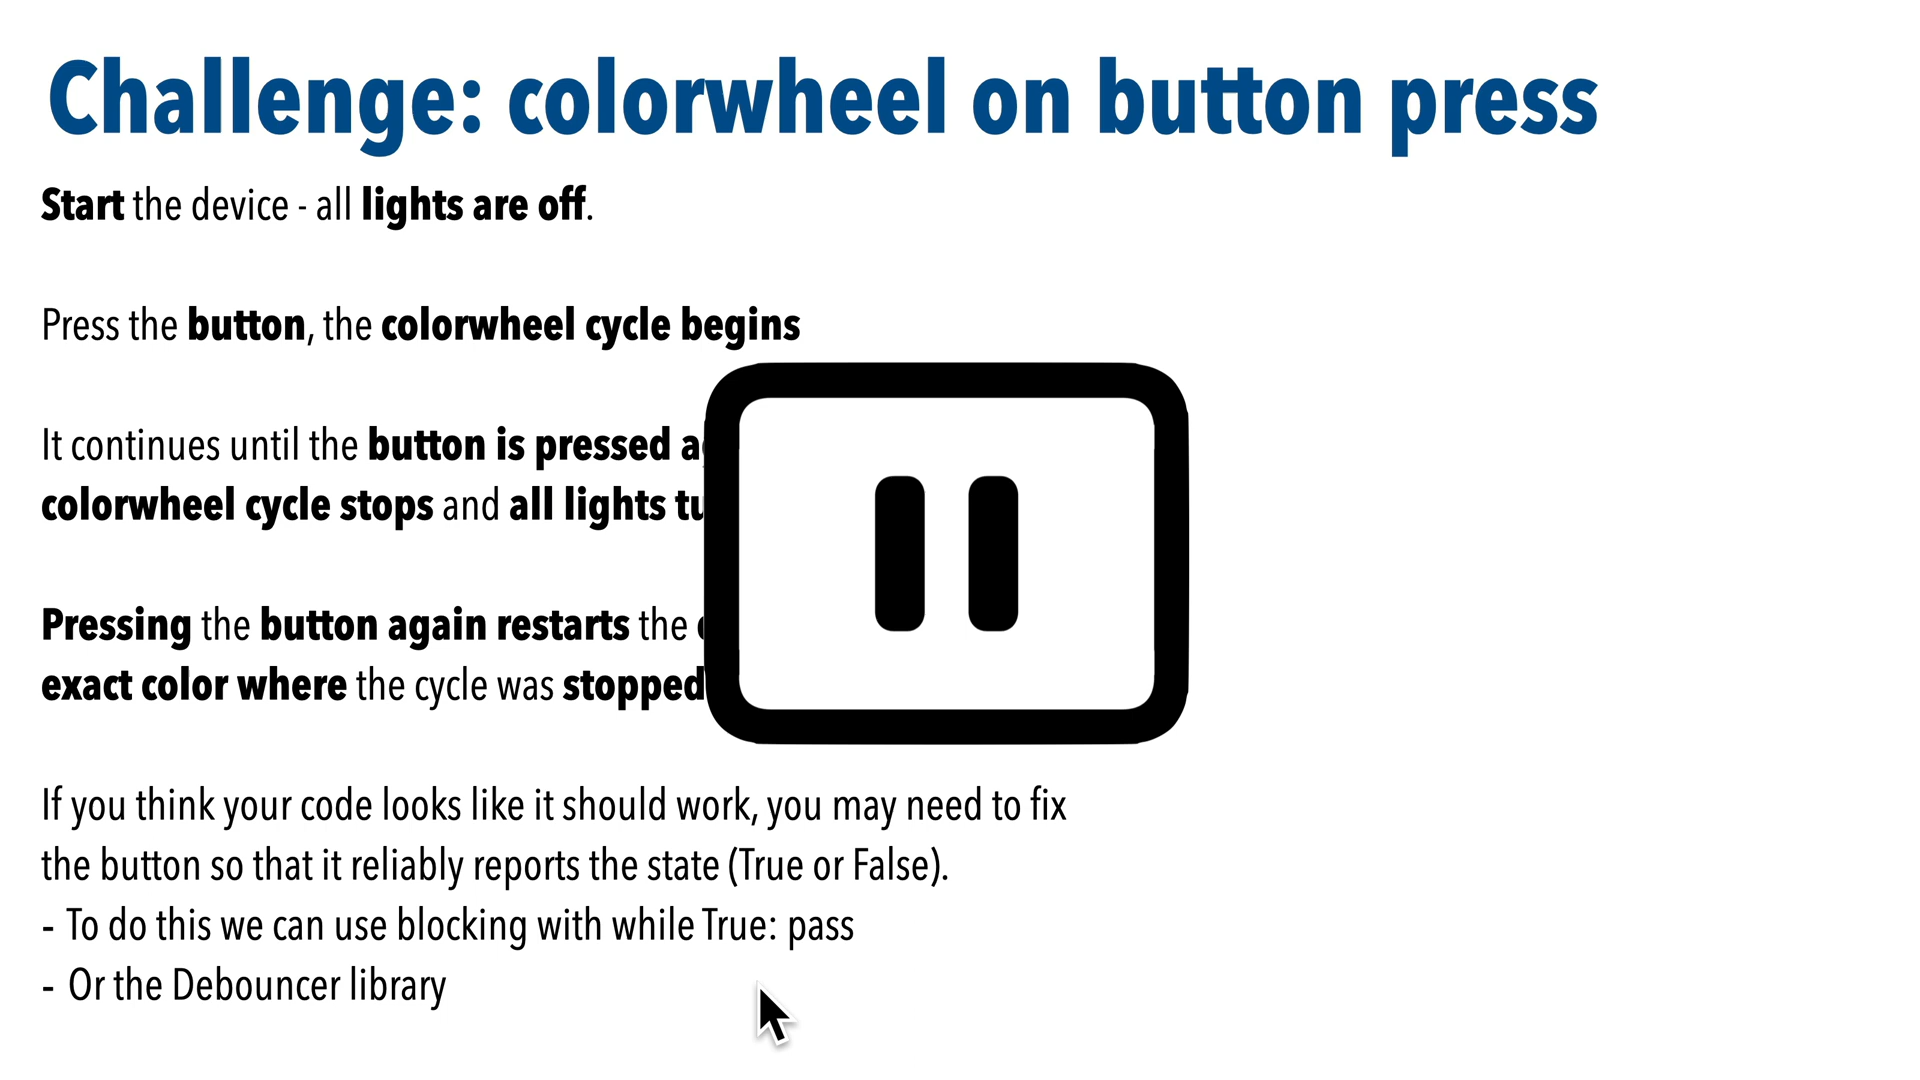 Challenge: colorwheel on button press
Start the device - all lights are off.
Press the button, the colorwheel cycle begins
It continues until the button is pressed
colorwheel cycle stops and all lights
Pressing the button again restarts the
exact color where the cycle was stopped
If you think your code looks like it should work, you may need to fix
the button so that it reliably reports the state (True or False).
- To do this we can use blocking with while True: pass
- Or the Debouncer library